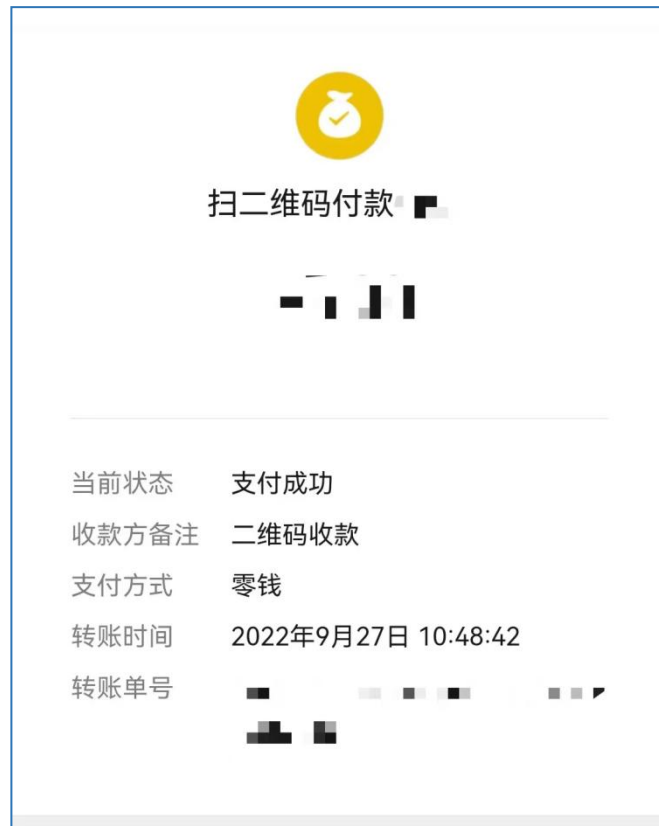 扫二维码付款
当前状态 支付成功
收款方备注 二维码收款
支付方式 零钱
转账时间 2022年9月27日 10:48:42
转账单号